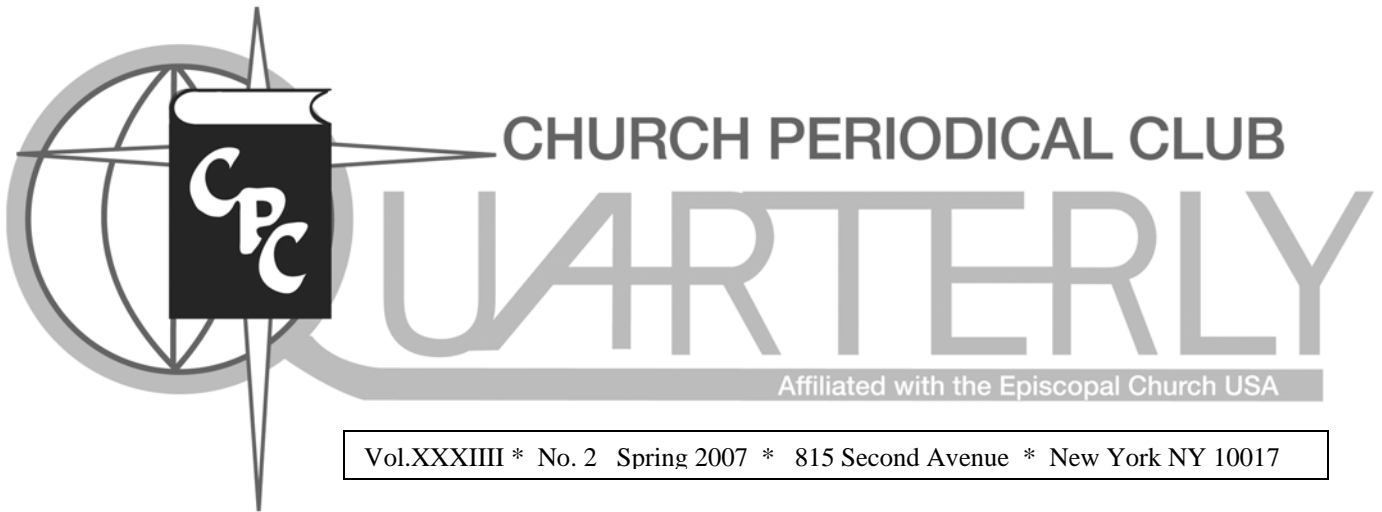 CHURCH PERIODICAL CLUB
CPC
QUARTERLY
Affiliated with the Episcopal Church USA
Vol.XXXIIII * No. 2 Spring 2007 * 815 Second Avenue * New York NY 10017